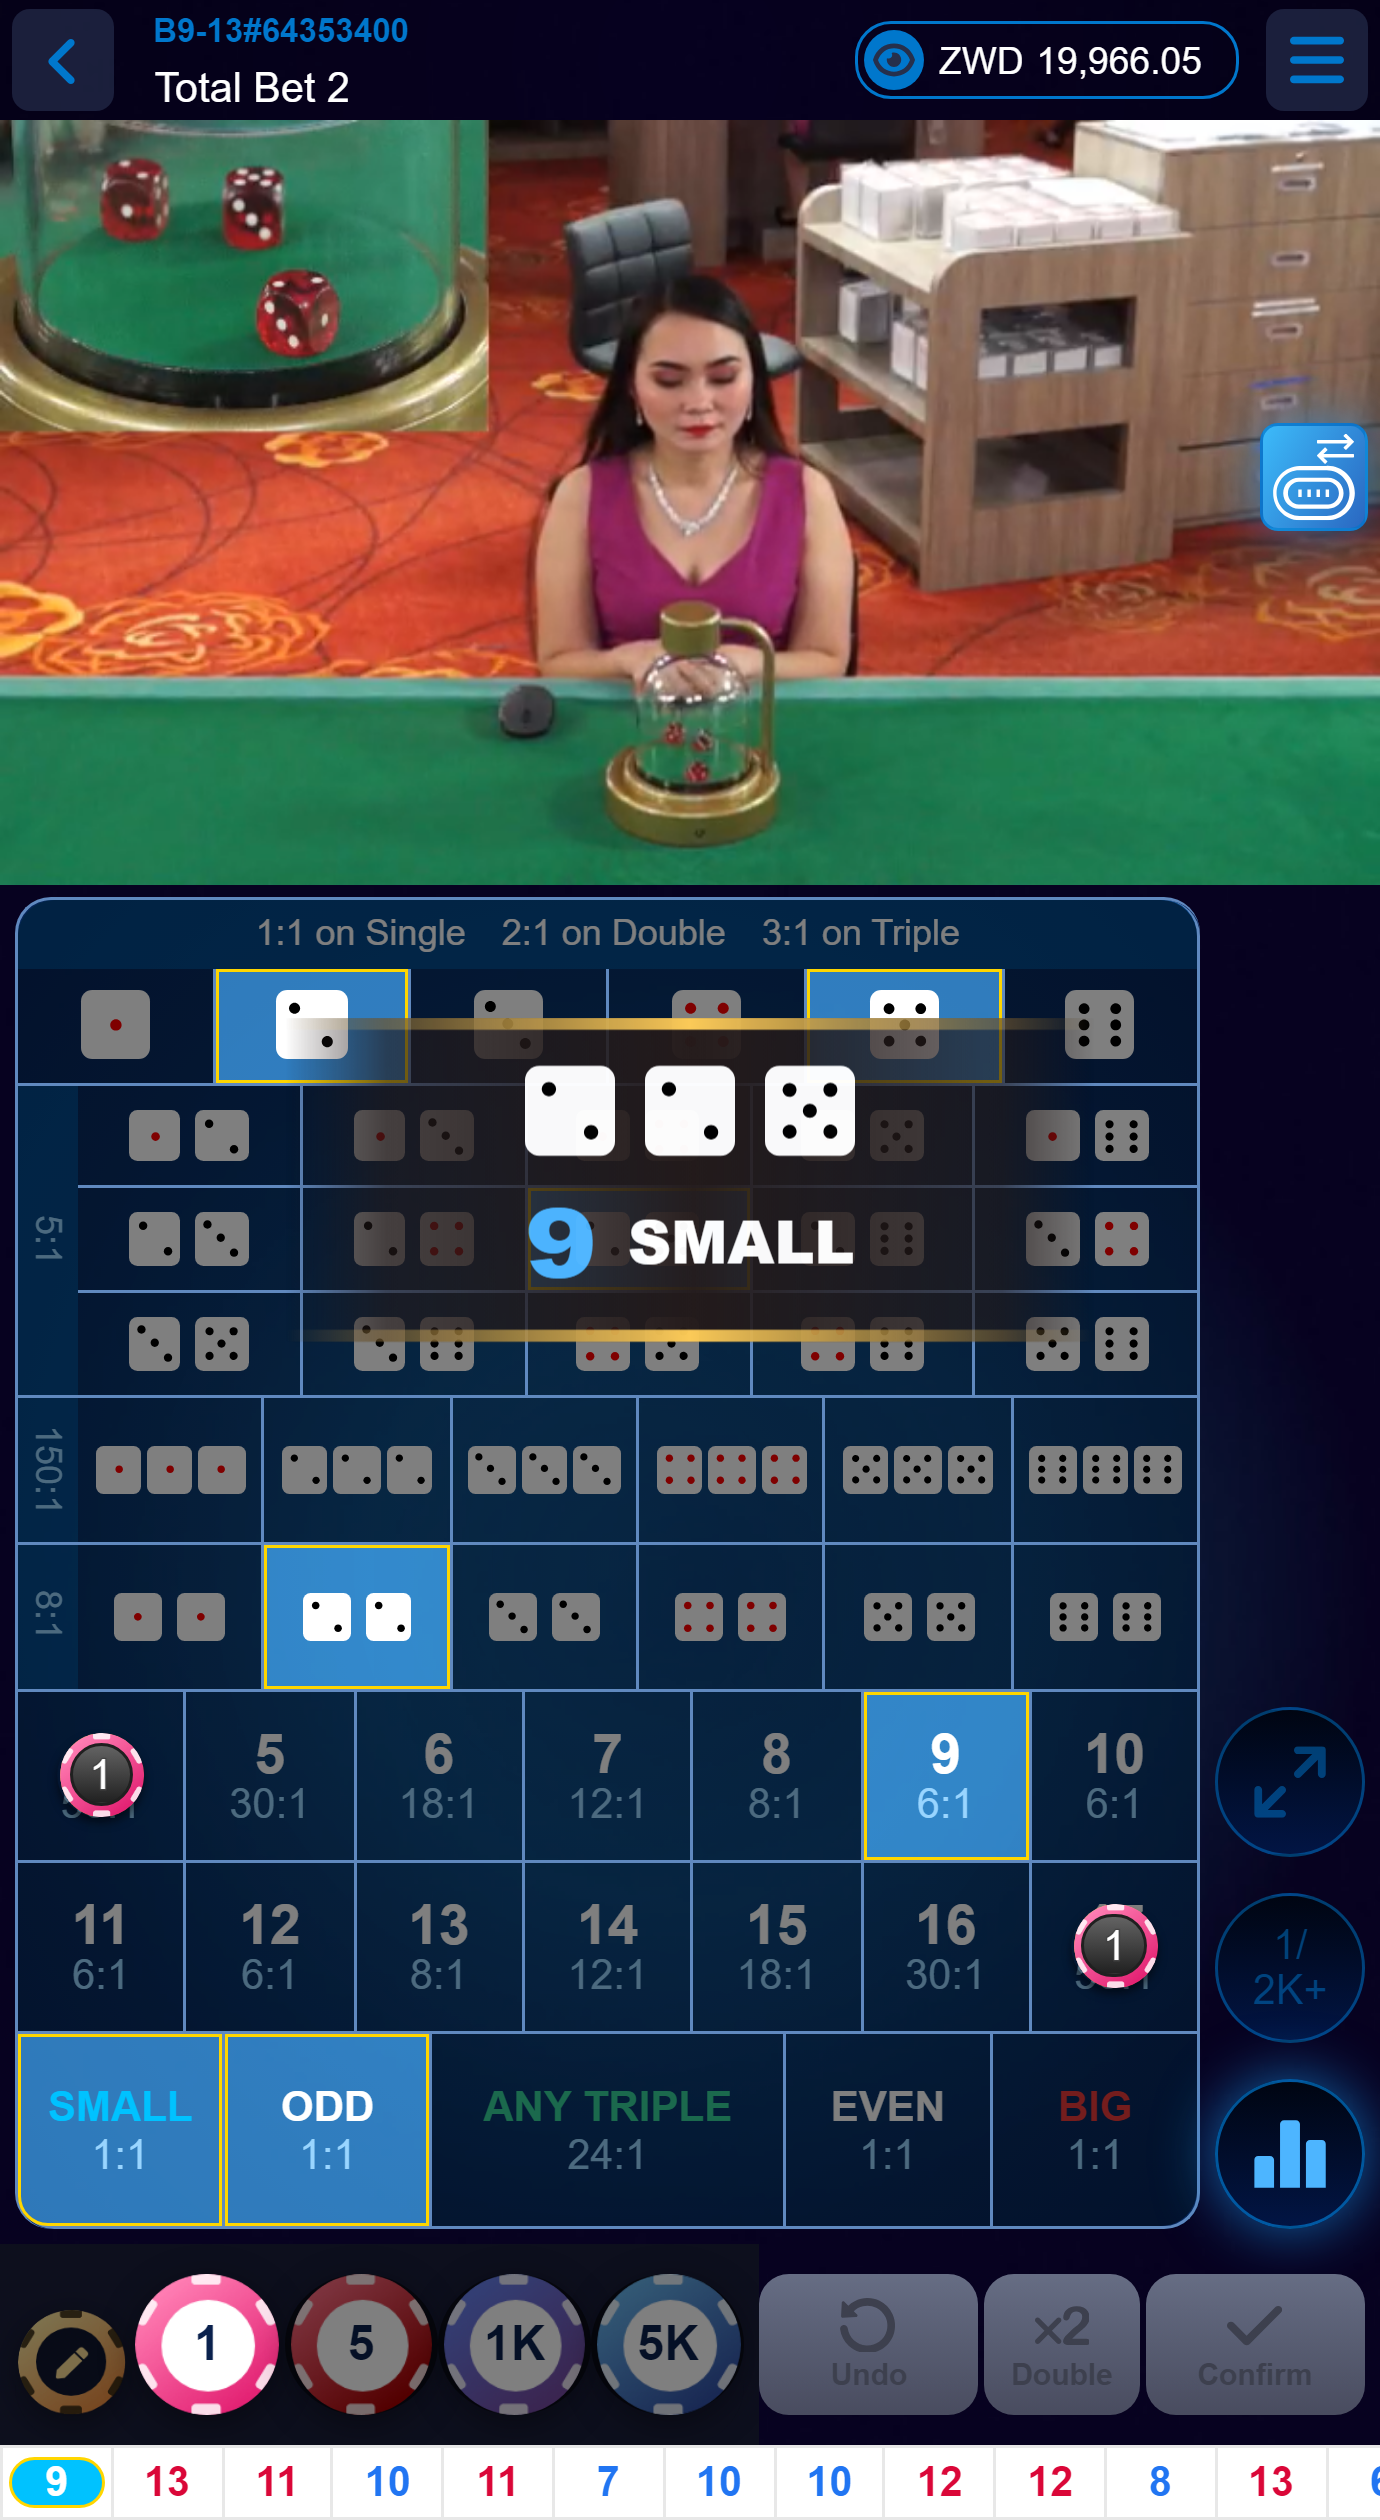 B9-13#64353400
Total Bet 2
ZWD 19,966.05
1:1 on Single 2:1 on Double 3:1 on Triple
9 SMALL
5:1
150:1
8:1
1
5 6 7 8 9 10
30:1 18:1 12:1 8:1 6:1 6:1
11 12 13 14 15 16
1
6:1 6:1 8:1 12:1 18:1 30:1
1/
2K+
SMALL ODD ANY TRIPLE EVEN BIG
1:1 1:1 24:1 1:1 1:1
1 5 1K 5K
x2
Undo Double Confirm
9 13 11 10 11 7 10 10 12 12 8 13